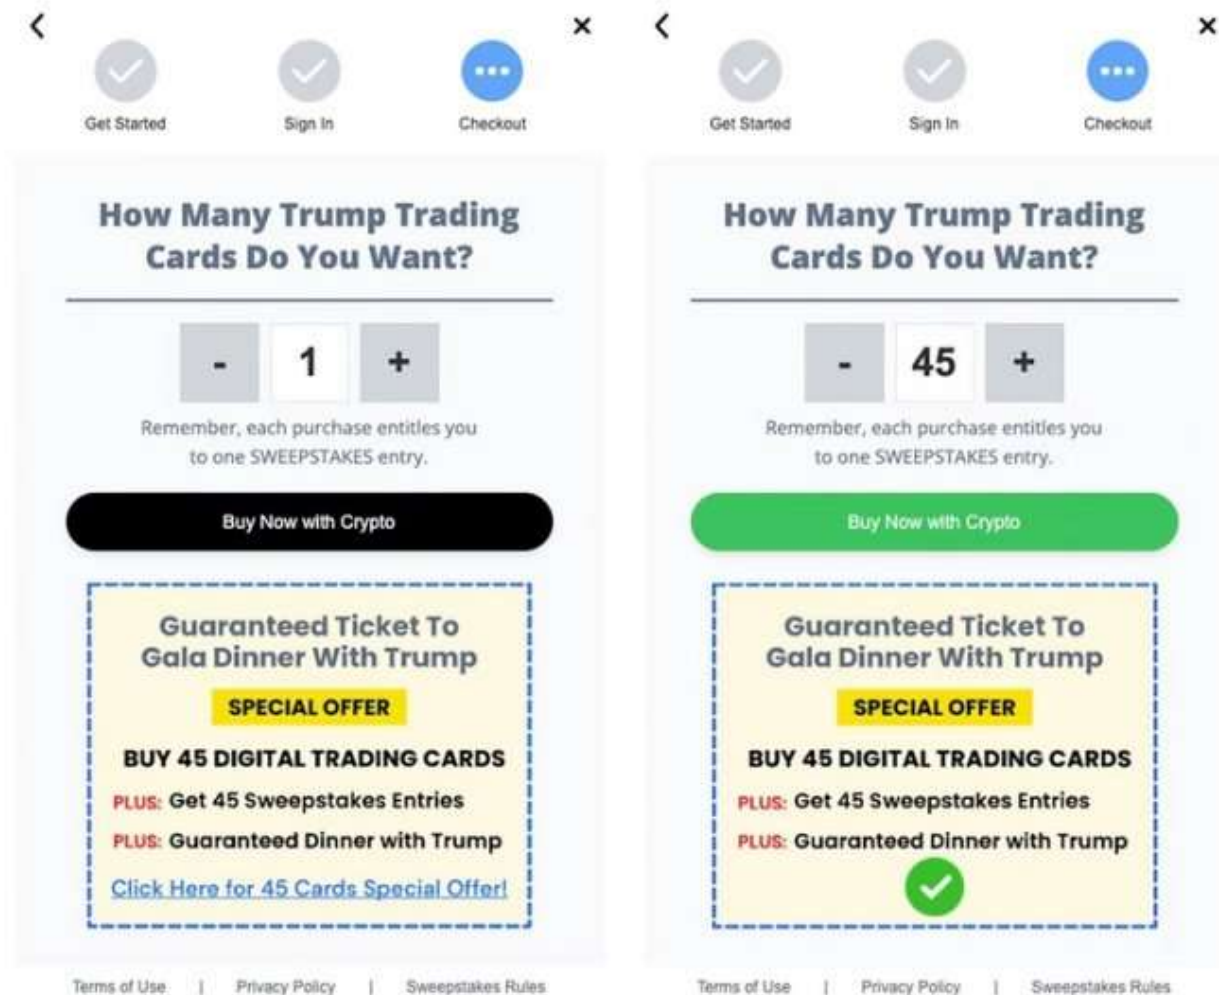 Get Started
Sign In
Checkout
How Many Trump Trading
Cards Do You Want?
- 1 +
Remember, each purchase entitles you
to one SWEEPSTAKES entry.
Buy Now with Crypto
Guaranteed Ticket To
Gala Dinner With Trump
SPECIAL OFFER
BUY 45 DIGITAL TRADING CARDS
PLUS: Get 45 Sweepstakes Entries
PLUS: Guaranteed Dinner with Trump
Click Here for 45 Cards Special Offer!
Terms of Use | Privacy Policy | Sweepstakes Rules
Get Started
Sign In
Checkout
How Many Trump Trading
Cards Do You Want?
- 45 +
Remember, each purchase entitles you
to one SWEEPSTAKES entry.
Buy Now with Crypto
Guaranteed Ticket To
Gala Dinner With Trump
SPECIAL OFFER
BUY 45 DIGITAL TRADING CARDS
PLUS: Get 45 Sweepstakes Entries
PLUS: Guaranteed Dinner with Trump
Terms of Use | Privacy Policy | Sweepstakes Rules